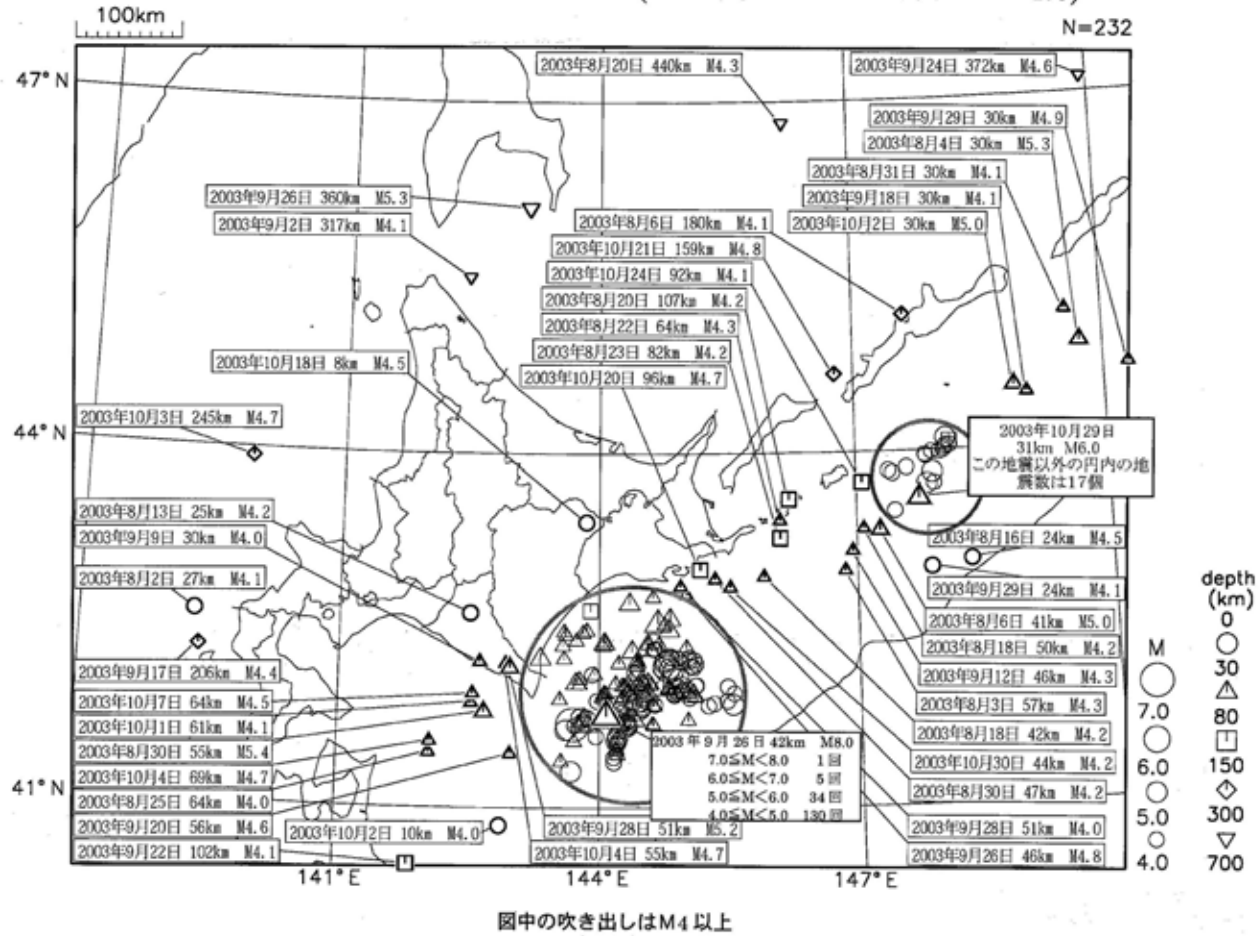 100km
N=232
47°N
2003年8月20日 440km M4.3
2003年9月24日 372km M4.6
2003年9月29日 30km M4.9
2003年8月4日 30km M5.3
2003年8月31日 30km M4.1
2003年9月18日 30km M4.1
2003年10月2日 30km M5.0
2003年9月26日 360km M5.3
2003年9月2日 317km M4.1
2003年8月6日 180km M4.1
2003年10月21日 159km M4.8
2003年10月24日 92km M4.1
2003年8月20日 107km M4.2
2003年8月22日 64km M4.3
2003年8月23日 82km M4.2
2003年10月20日 96km M4.7
2003年10月18日 8km M4.5
2003年10月3日 245km M4.7
44°N
2003年10月29日
31km M6.0
この地震以外の円内の地
震数は17個
2003年8月13日 25km M4.2
2003年9月9日 30km M4.0
2003年8月2日 27km M4.1
2003年8月16日 24km M4.5
2003年9月29日 24km M4.1
2003年8月6日 41km M5.0
2003年8月18日 50km M4.2
2003年9月12日 46km M4.3
2003年8月3日 57km M4.3
2003年8月18日 42km M4.2
2003年10月30日 44km M4.2
2003年8月30日 47km M4.2
2003年9月28日 51km M4.0
2003年9月26日 46km M4.8
2003年9月17日 206km M4.4
2003年10月7日 64km M4.5
2003年10月1日 61km M4.1
2003年8月30日 55km M5.4
2003年10月4日 69km M4.7
2003年8月25日 64km M4.0
2003年9月20日 56km M4.6
2003年9月22日 102km M4.1
41°N
2003年10月2日 10km M4.0
2003年9月28日 51km M5.2
2003年10月4日 55km M4.7
2003年9月26日 42km M8.0
7.0≦M<8.0 1回
6.0≦M<7.0 5回
5.0≦M<6.0 34回
4.0≦M<5.0 130回
141°E
144°E
147°E
M
7.0
6.0
5.0
4.0
depth
(km)
0
30
80
150
300
700
図中の吹き出しはM4以上